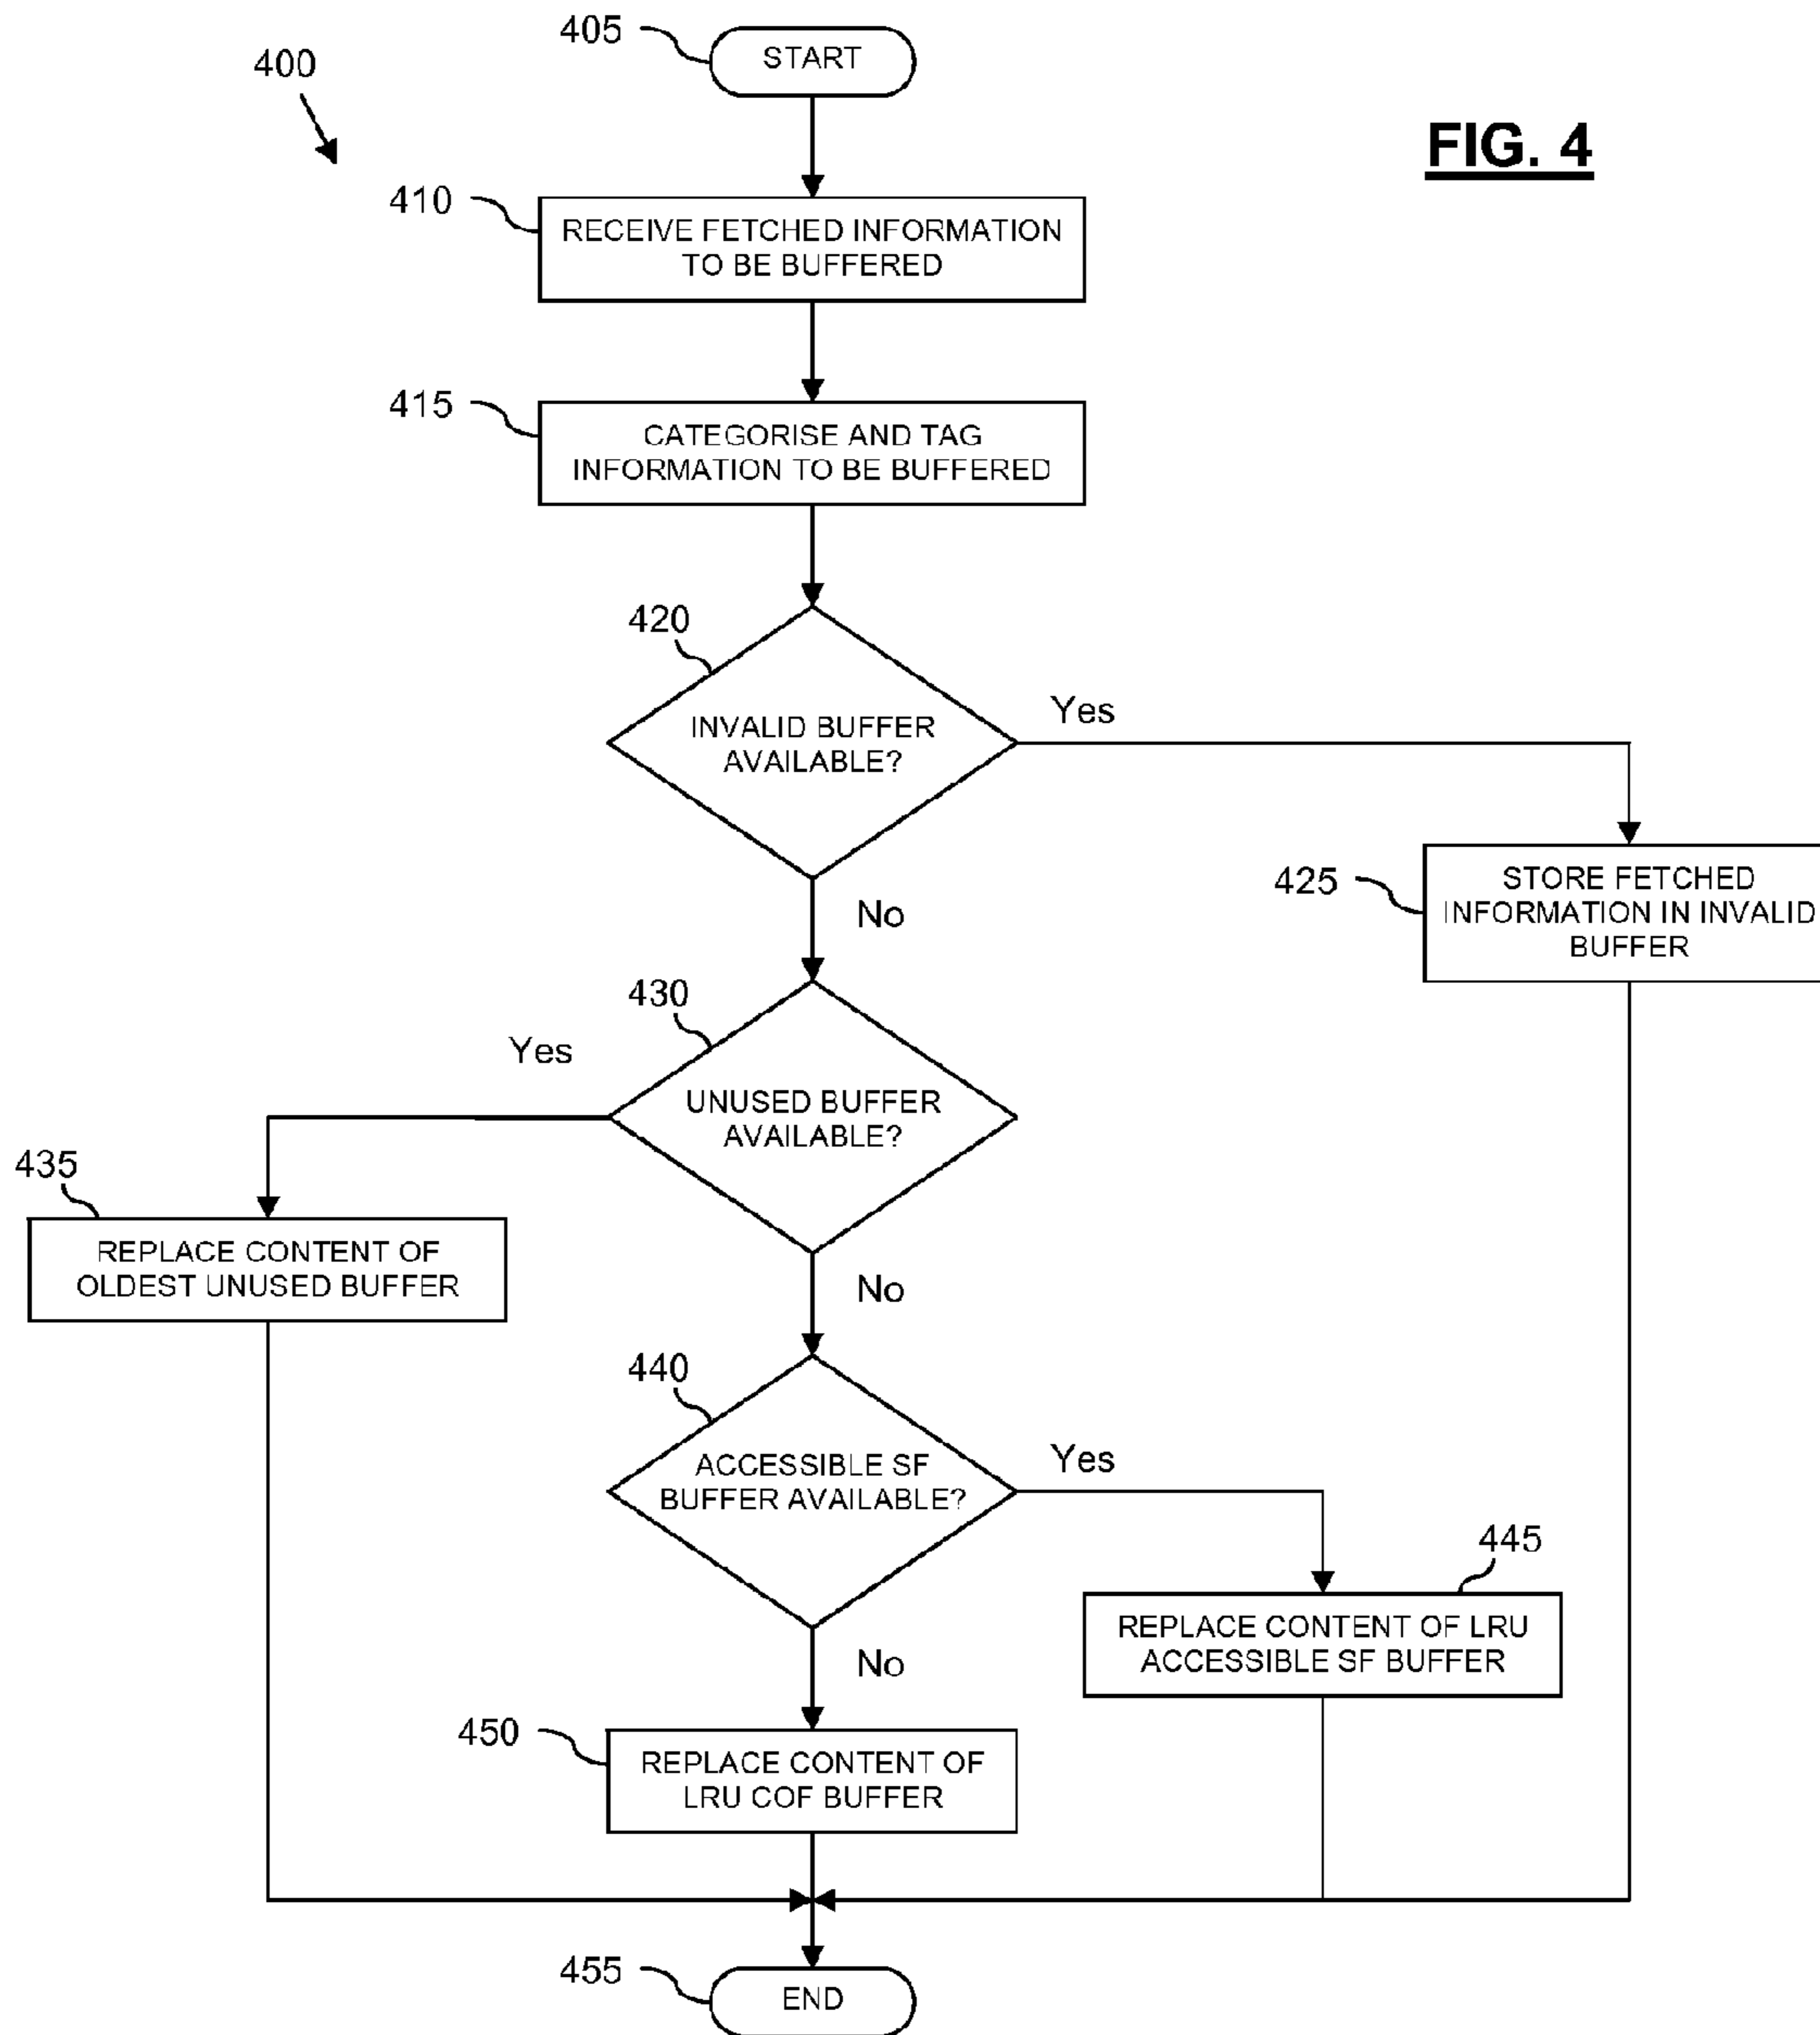 405
START
400
FIG. 4
410
RECEIVE FETCHED INFORMATION
TO BE BUFFERED
415
CATEGORISE AND TAG
INFORMATION TO BE BUFFERED
420
INVALID BUFFER
AVAILABLE?
Yes
No
425
STORE FETCHED
INFORMATION IN INVALID
BUFFER
430
Yes
UNUSED BUFFER
AVAILABLE?
No
435
REPLACE CONTENT OF
OLDEST UNUSED BUFFER
440
ACCESSIBLE SF
BUFFER AVAILABLE?
Yes
No
445
REPLACE CONTENT OF LRU
ACCESSIBLE SF BUFFER
450
REPLACE CONTENT OF
LRU COF BUFFER
455
END